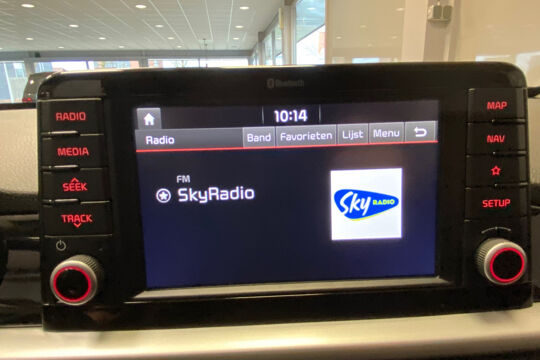 Bluetooth
RADIO
MEDIA
SEEK
TRACK
10:14
Radio Band Favorieten Lijst Menu
FM
SkyRadio
Sky RADIO
MAP
NAV
SETUP